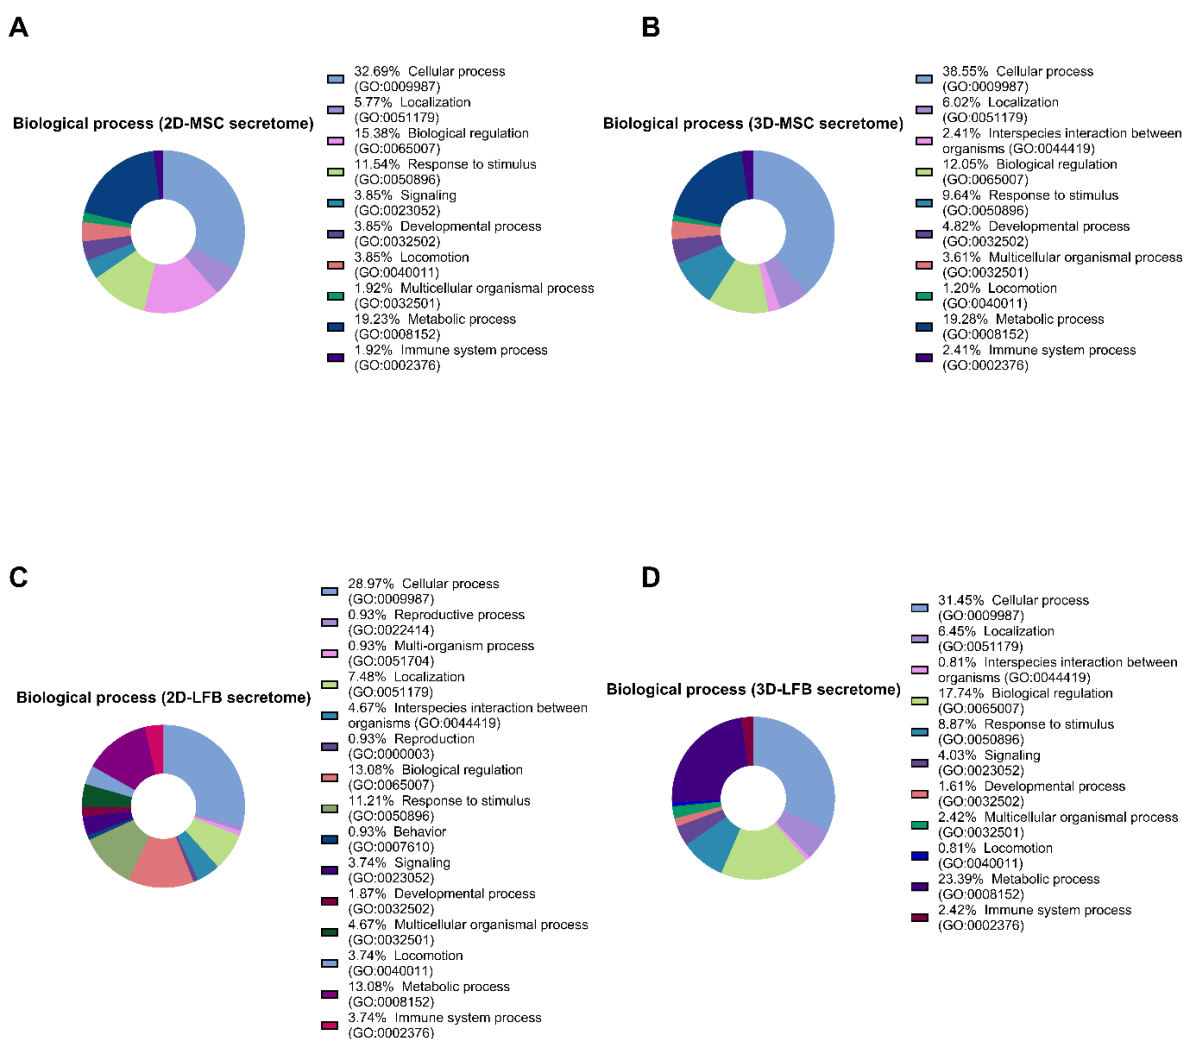 A
Biological process (2D-MSC secretome)
32.69% Cellular process
(GO:0009987)
5.77% Localization
(GO:0051179)
15.38% Biological regulation
(GO:0065007)
11.54% Response to stimulus
(GO:0050896)
3.85% Signaling
(GO:0023052)
3.85% Developmental process
(GO:0032502)
3.85% Locomotion
(GO:0040011)
1.92% Multicellular organismal process
(GO:0032501)
19.23% Metabolic process
(GO:0008152)
1.92% Immune system process
(GO:0002376)
B
Biological process (3D-MSC secretome)
38.55% Cellular process
(GO:0009987)
6.02% Localization
(GO:0051179)
2.41% Interspecies interaction between
organisms (GO:0044419)
12.05% Biological regulation
(GO:0065007)
9.64% Response to stimulus
(GO:0050896)
4.82% Developmental process
(GO:0032502)
3.61% Multicellular organismal process
(GO:0032501)
1.20% Locomotion
(GO:0040011)
19.28% Metabolic process
(GO:0008152)
2.41% Immune system process
(GO:0002376)
C
Biological process (2D-LFB secretome)
28.97% Cellular process
(GO:0009987)
0.93% Reproductive process
(GO:0022414)
0.93% Multi-organism process
(GO:0051704)
7.48% Localization
(GO:0051179)
4.67% Interspecies interaction between
organisms (GO:0044419)
0.93% Reproduction
(GO:0000003)
13.08% Biological regulation
(GO:0065007)
11.21% Response to stimulus
(GO:0050896)
0.93% Behavior
(GO:0007610)
3.74% Signaling
(GO:0023052)
1.87% Developmental process
(GO:0032502)
4.67% Multicellular organismal process
(GO:0032501)
3.74% Locomotion
(GO:0040011)
13.08% Metabolic process
(GO:0008152)
3.74% Immune system process
(GO:0002376)
D
Biological process (3D-LFB secretome)
31.45% Cellular process
(GO:0009987)
6.45% Localization
(GO:0051179)
0.81% Interspecies interaction between
organisms (GO:0044419)
17.74% Biological regulation
(GO:0065007)
8.87% Response to stimulus
(GO:0050896)
4.03% Signaling
(GO:0023052)
1.61% Developmental process
(GO:0032502)
2.42% Multicellular organismal process
(GO:0032501)
0.81% Locomotion
(GO:0040011)
23.39% Metabolic process
(GO:0008152)
2.42% Immune system process
(GO:0002376)